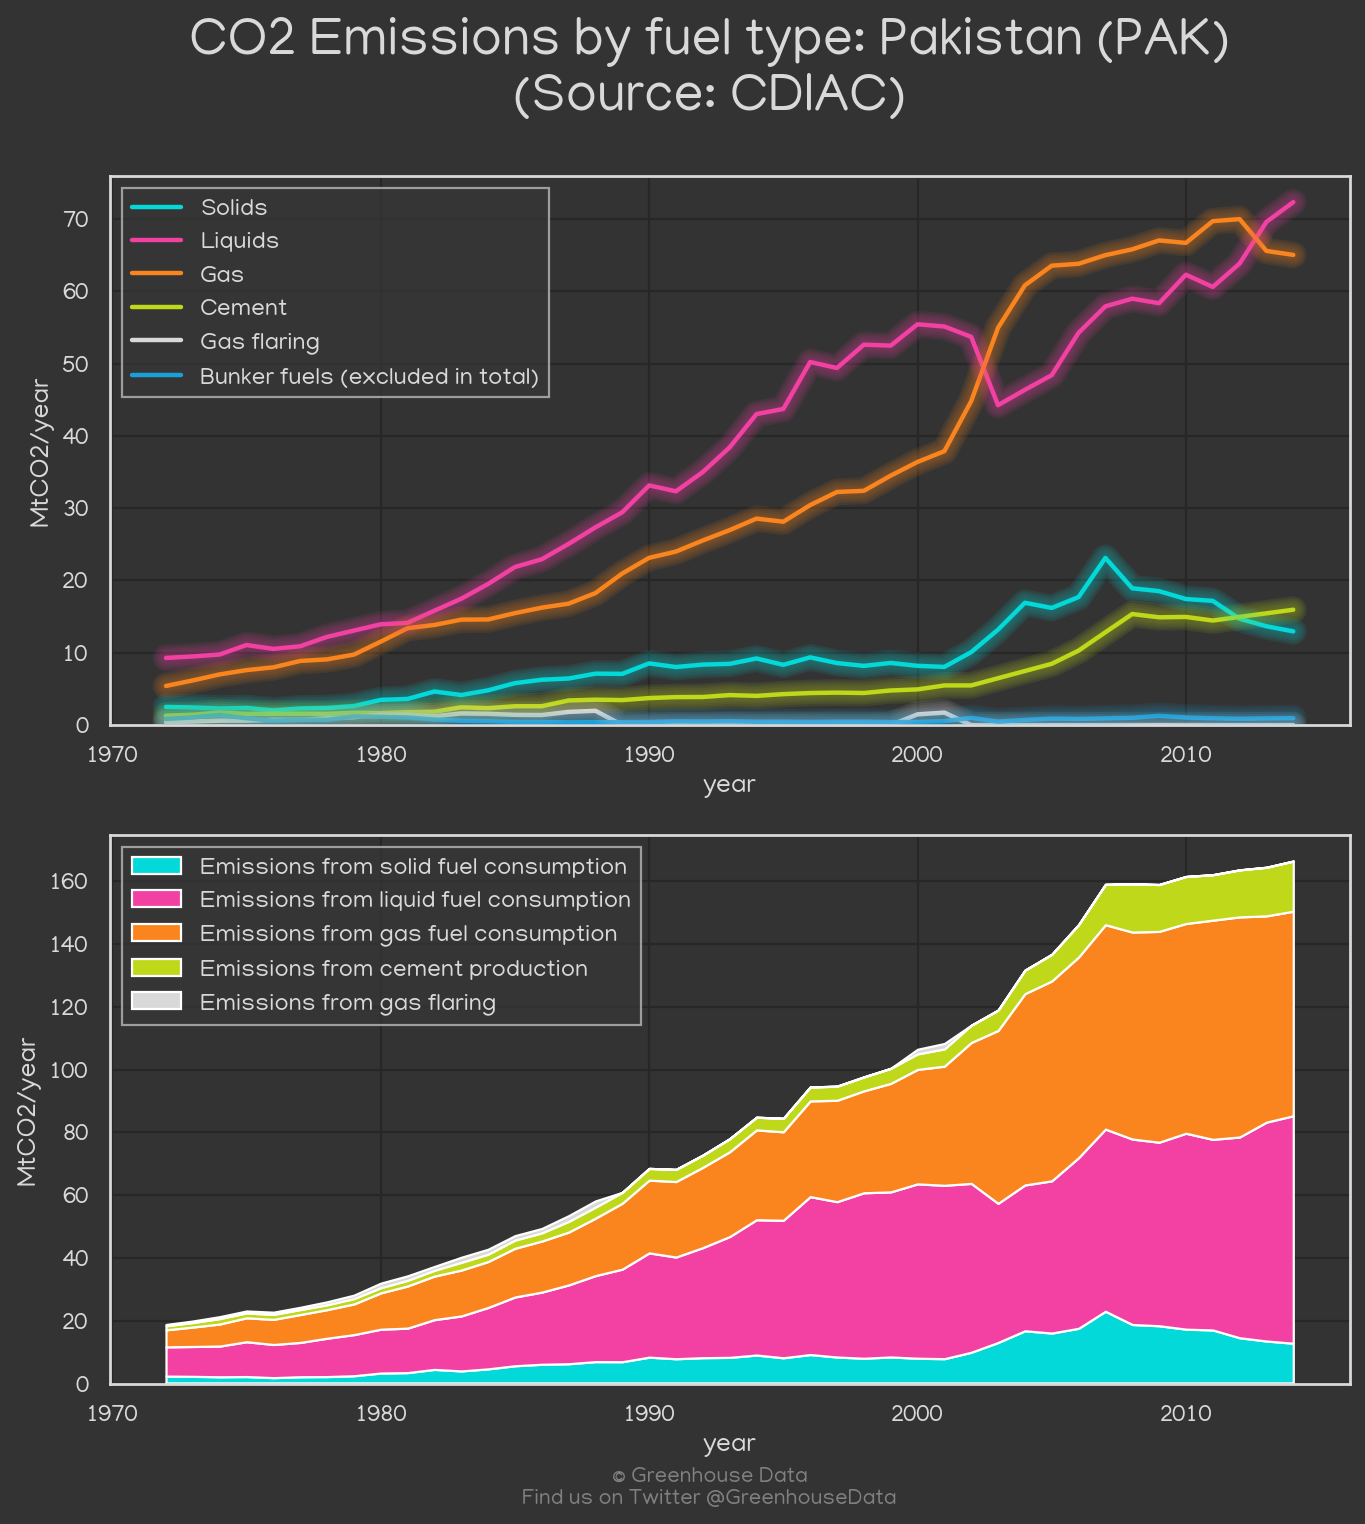 CO2 Emissions by fuel type: Pakistan (PAK)
(Source: CDIAC)
Solids
Liquids
Gas
Cement
Gas flaring
Bunker fuels (excluded in total)
MtCO2/year
70
60
50
40
30
20
10
0
1970 1980 1990 2000 2010
year
Emissions from solid fuel consumption
Emissions from liquid fuel consumption
Emissions from gas fuel consumption
Emissions from cement production
Emissions from gas flaring
MtCO2/year
160
140
120
100
80
60
40
20
0
1970 1980 1990 2000 2010
year
© Greenhouse Data
Find us on Twitter @GreenhouseData